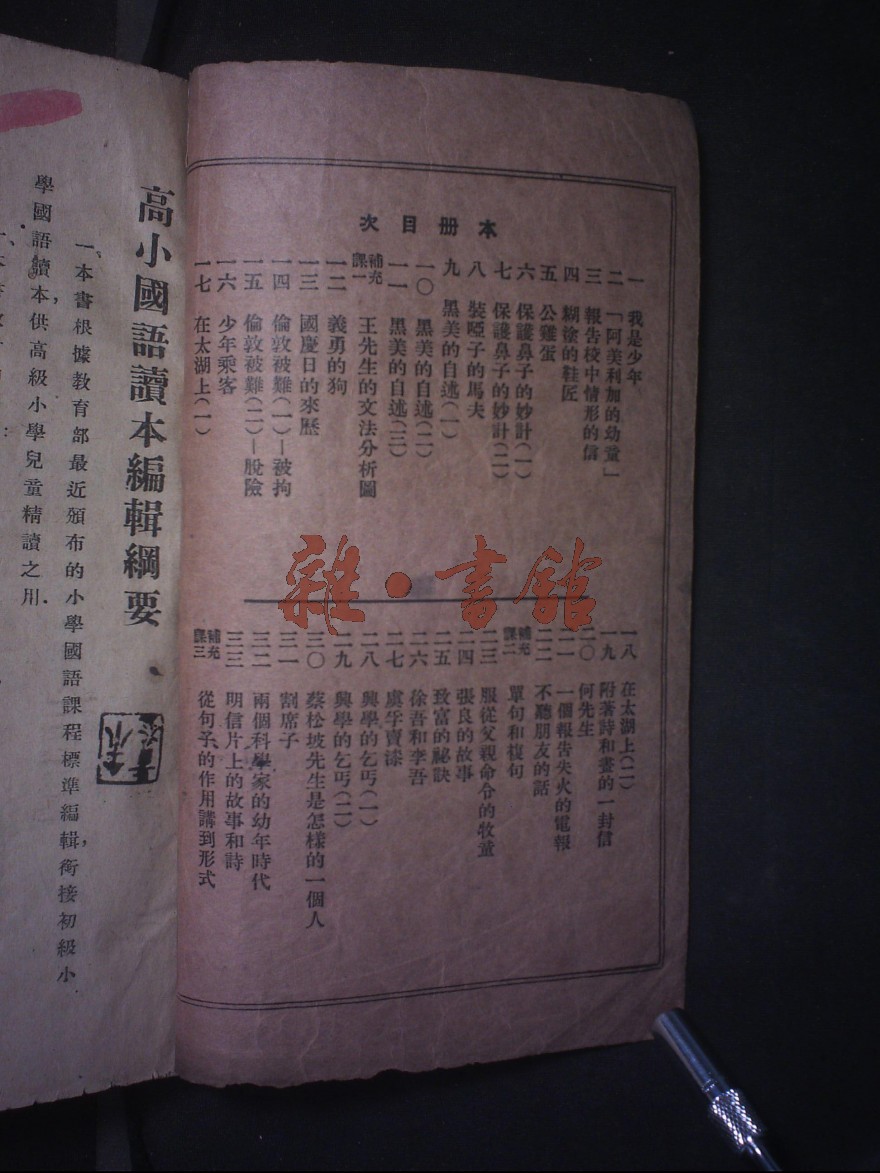 本册目次
一 我是少年
二 「阿美利加的幼童」
三 報告校中情形的信
四 糊塗的鞋匠
五 公雞蛋
六 保護鼻子的妙計(一)
七 保護鼻子的妙計(二)
八 裝啞子的馬夫
九 黑美的自述(一)
一〇 黑美的自述(二)
一一 黑美的自述(三)
補充課一 王先生的文法分析圖
一二 義勇的狗
一三 國慶日的來歷
一四 倫敦被難(一)—被拘
一五 倫敦被難(二)—脫險
一六 少年乘客
一七 在太湖上(一)
一八 在太湖上(二)
一九 附著詩和畫的一封信
二〇 何先生
二一 一個報告失火的電報
二二 不聽朋友的話
補充課二 單句和複句
二三 服從父親命令的牧童
二四 張良的故事
二五 致富的祕訣
二六 徐吾和李吾
二七 虞孚賣漆
二八 興學的乞丐(一)
二九 興學的乞丐(二)
三〇 蔡松坡先生是怎樣的一個人
三一 割席子
三二 兩個科學家的幼年時代
三三 明信片上的故事和詩
補充課三 從句子的作用講到形式
高小國語讀本編輯綱要
一、本書根據教育部最近頒布的小學國語課程標準編輯,銜接初級小
學國語讀本,供高級小學兒童精讀之用.
雜·書館